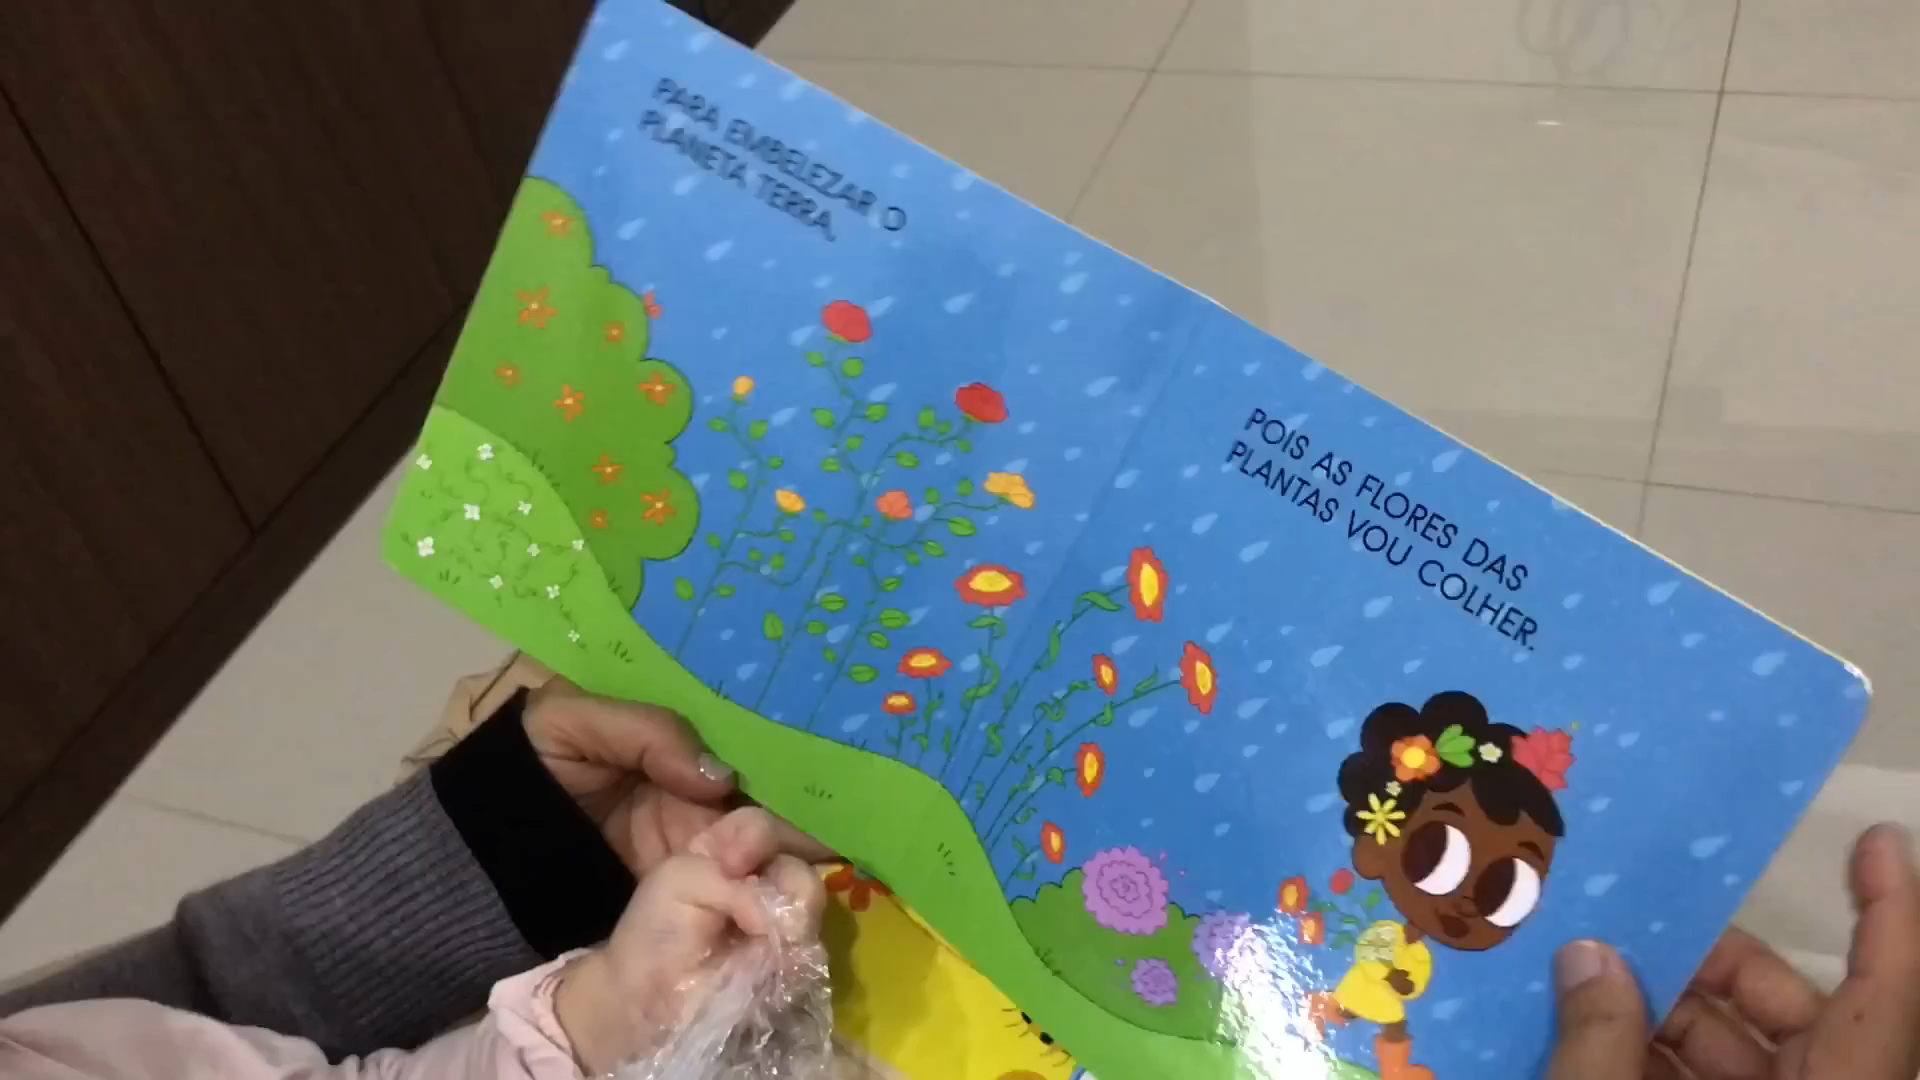 PARA EMBELEZAR O
PLANETA TERRA,
POIS AS FLORES DAS
PLANTAS VOU COLHER.